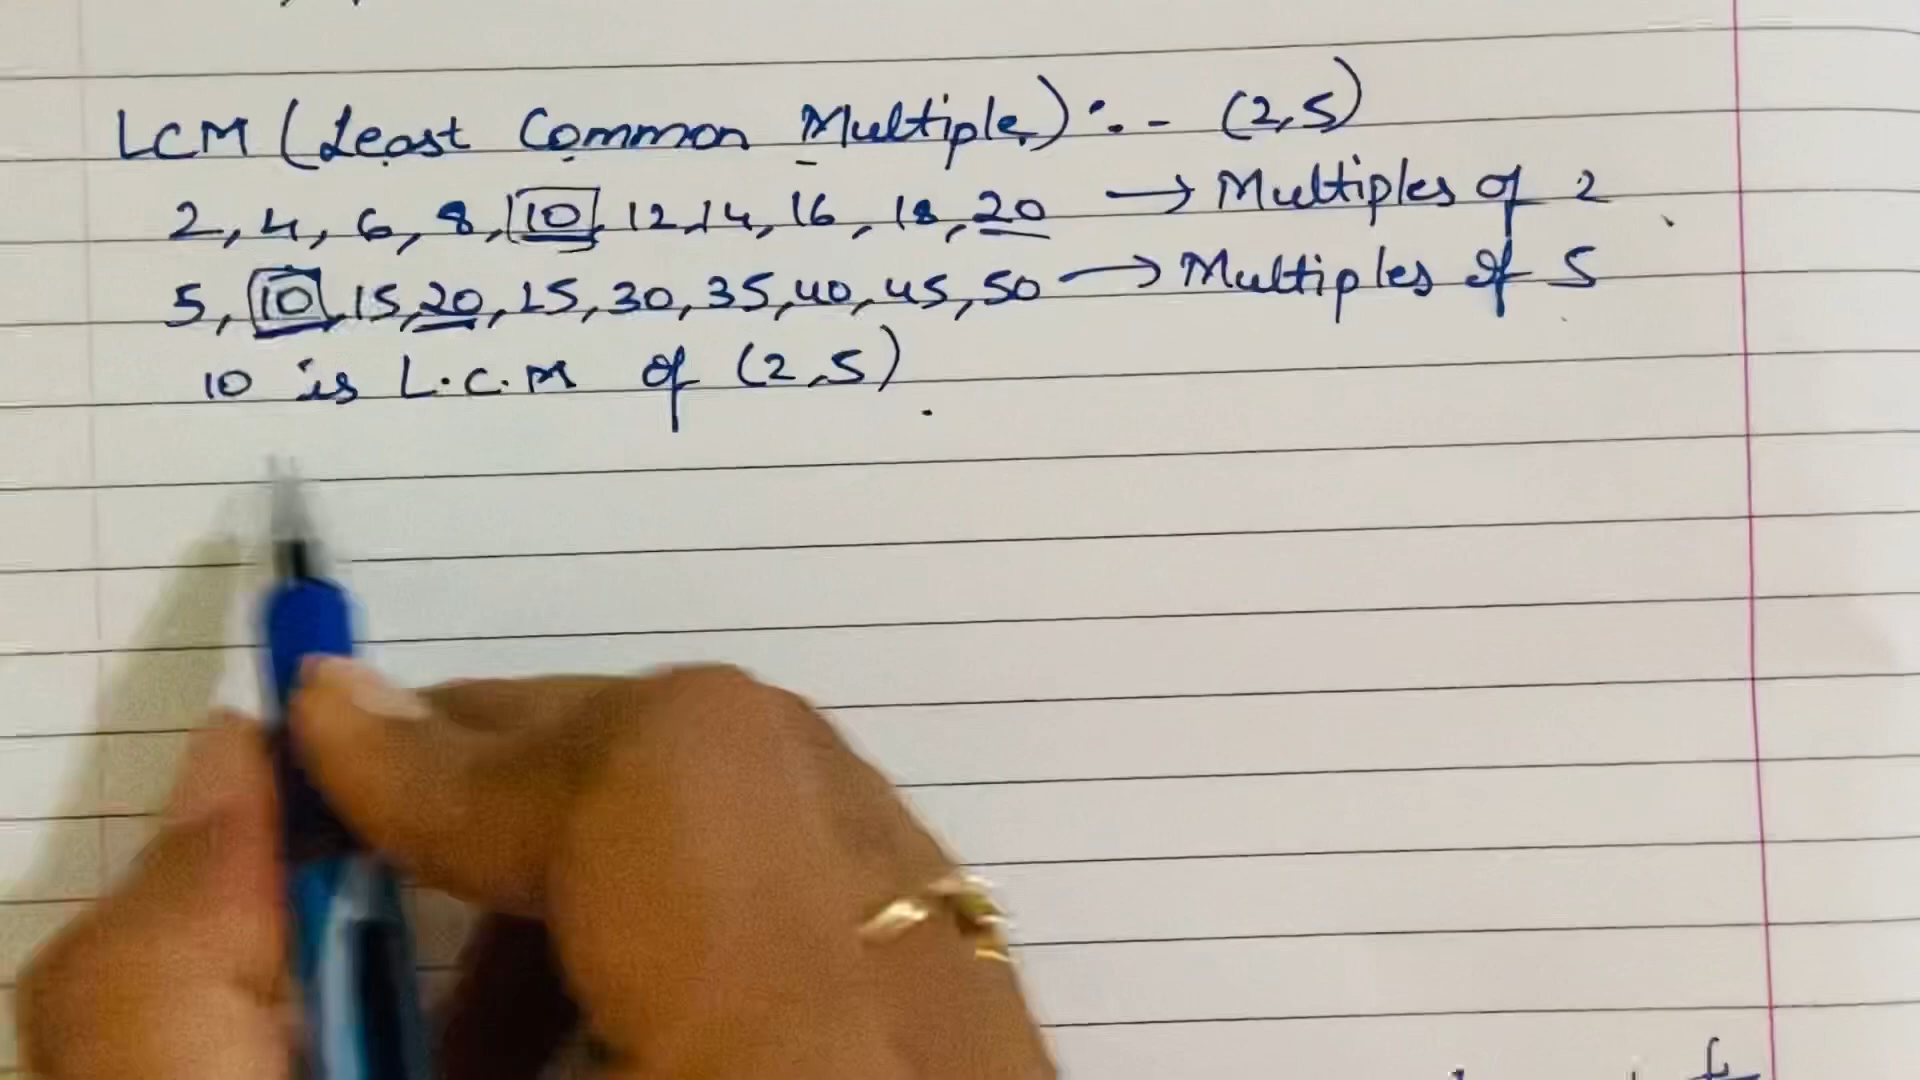 LCM (Least Common Multiple) :- (2,5)
2, 4, 6, 8, 10, 12, 14, 16, 18, 20 → Multiples of 2
5, 10, 15, 20, 25, 30, 35, 40, 45, 50 → Multiples of 5
10 is L.C.M of (2,5).